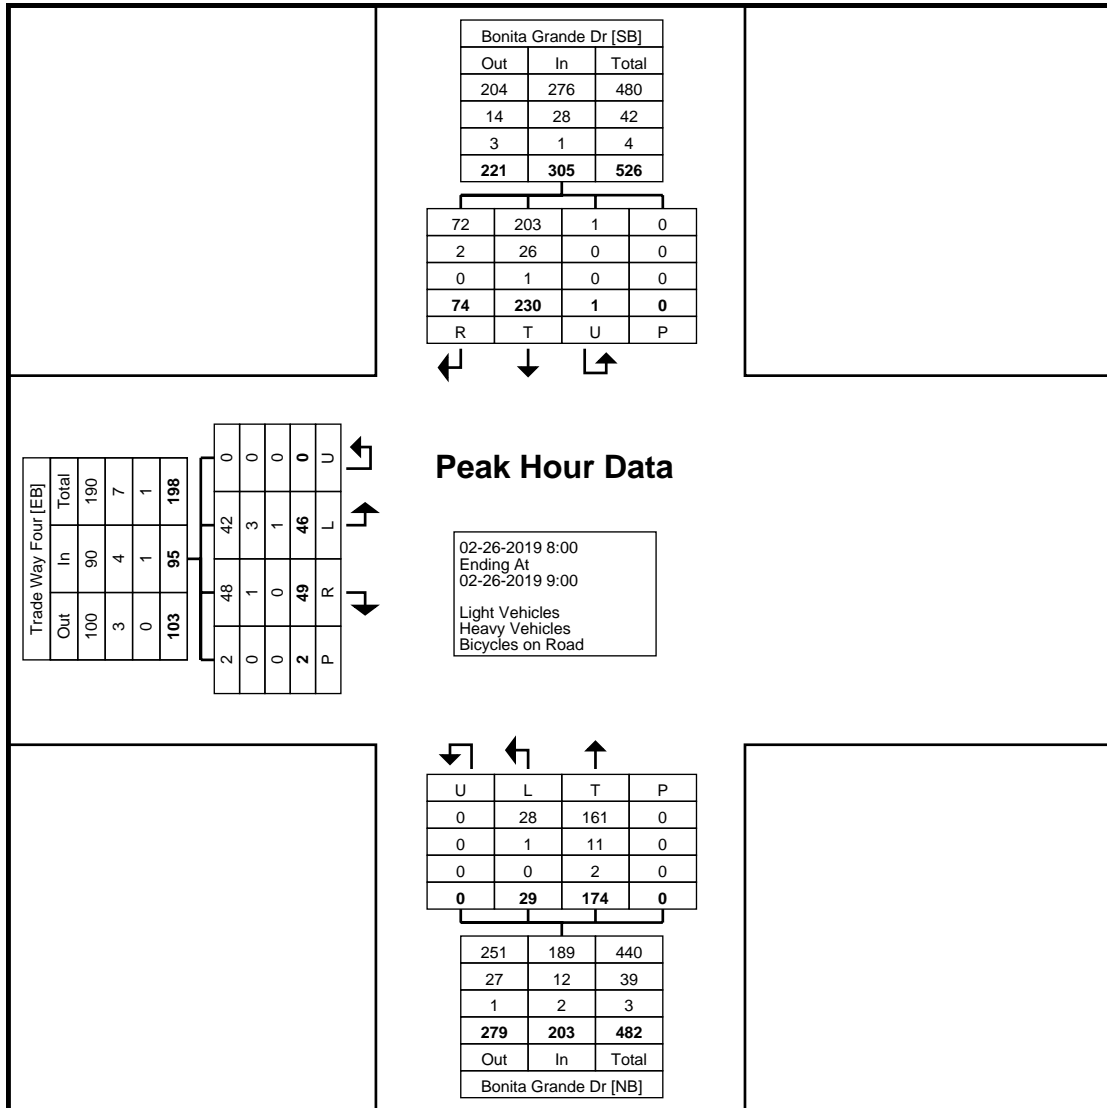 Bonita Grande Dr [SB]
Out In Total
204 276 480
14 28 42
3 1 4
221 305 526
72 203 1 0
2 26 0 0
0 1 0 0
74 230 1 0
R T U P
Trade Way Four [EB]
Out In Total
100 90 190
3 4 7
0 1 1
103 95 198
2 48 42 0
0 1 3 0
0 0 1 0
2 49 46 0
P R L U
Peak Hour Data
02-26-2019 8:00
Ending At
02-26-2019 9:00
Light Vehicles
Heavy Vehicles
Bicycles on Road
U L T P
0 28 161 0
0 1 11 0
0 0 2 0
0 29 174 0
251 189 440
27 12 39
1 2 3
279 203 482
Out In Total
Bonita Grande Dr [NB]